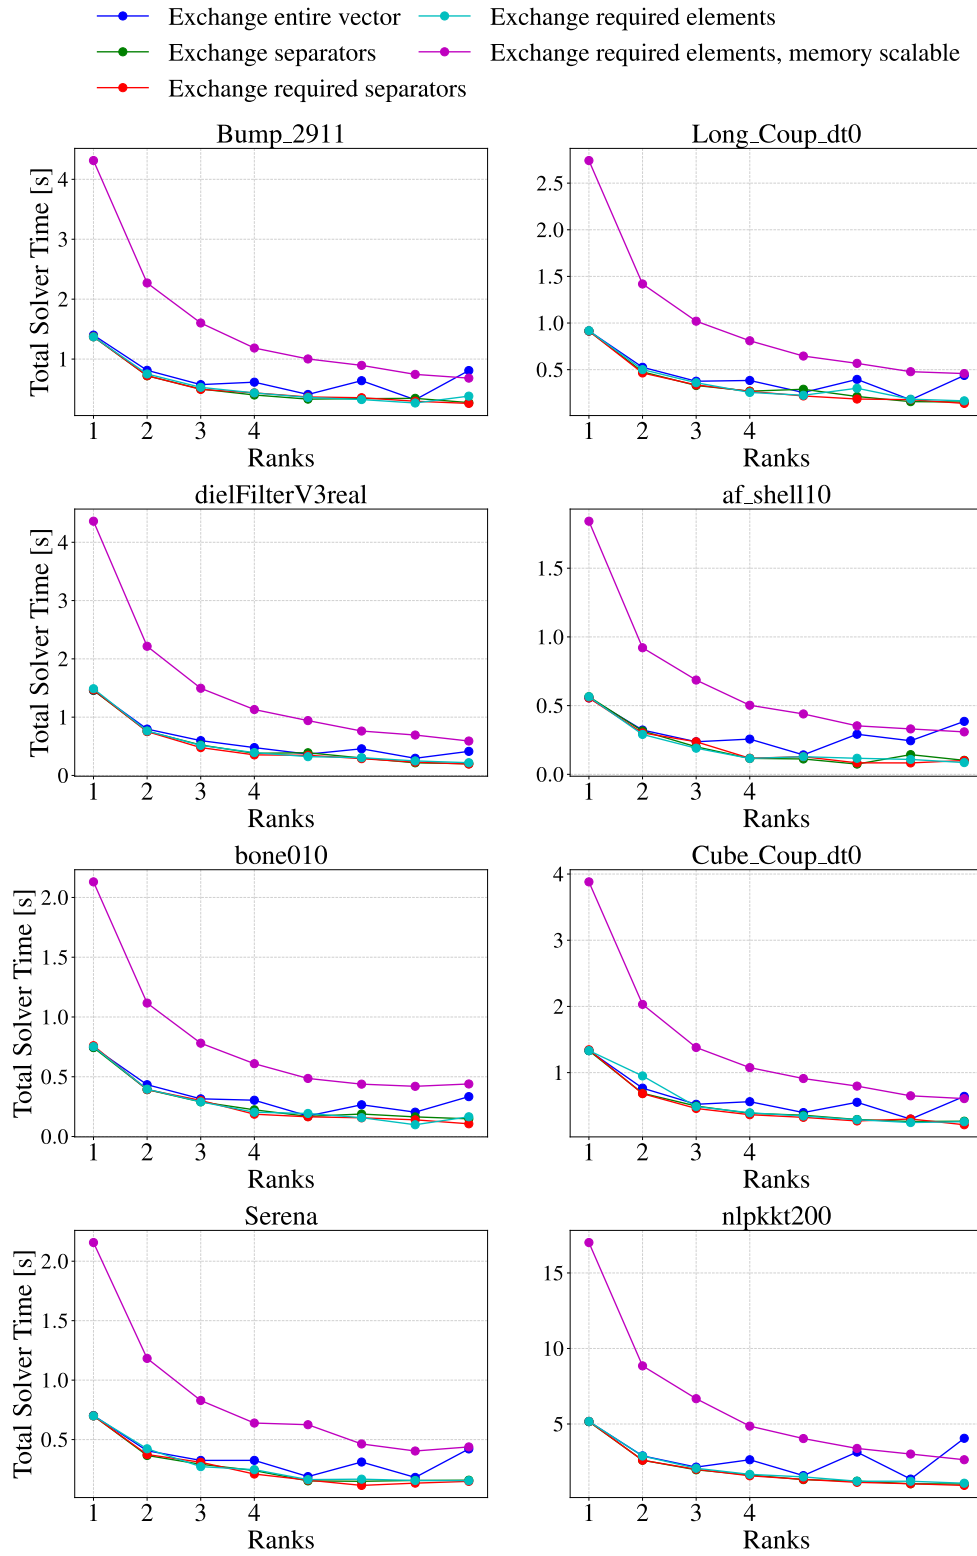 Exchange entire vector
Exchange separators
Exchange required separators
Exchange required elements
Exchange required elements, memory scalable
Bump_2911
Total Solver Time [s]
4
3
2
1
1 2 3 4
Ranks
Long_Coup_dt0
2.5
2.0
1.5
1.0
0.5
1 2 3 4
Ranks
dielFilterV3real
Total Solver Time [s]
4
3
2
1
0
1 2 3 4
Ranks
af_shell10
1.5
1.0
0.5
0.0
1 2 3 4
Ranks
bone010
Total Solver Time [s]
2.0
1.5
1.0
0.5
0.0
1 2 3 4
Ranks
Cube_Coup_dt0
4
3
2
1
1 2 3 4
Ranks
Serena
Total Solver Time [s]
2.0
1.5
1.0
0.5
1 2 3 4
Ranks
nlpkkt200
15
10
5
1 2 3 4
Ranks